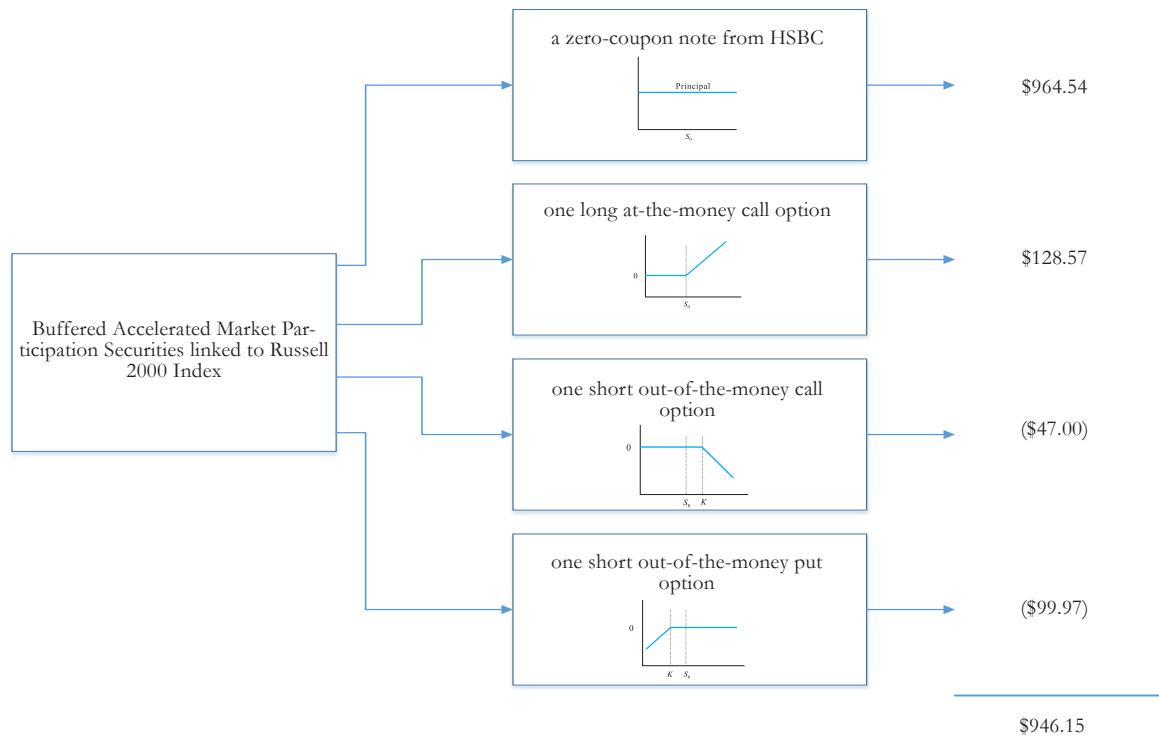 a zero-coupon note from HSBC
Principal
S₀
$964.54
one long at-the-money call option
0
S₀
$128.57
Buffered Accelerated Market Par-
ticipation Securities linked to Russell
2000 Index
one short out-of-the-money call
option
0
S₀
K
($47.00)
one short out-of-the-money put
option
0
K
S₀
($99.97)
$946.15